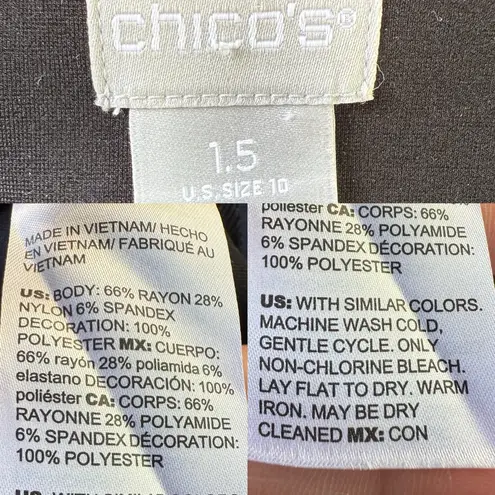 chico's®
1.5
U.S. SIZE 10
MADE IN VIETNAM/ HECHO
EN VIETNAM/ FABRIQUÉ AU
VIETNAM
US: BODY: 66% RAYON 28%
NYLON 6% SPANDEX
DECORATION: 100%
POLYESTER MX: CUERPO:
66% rayón 28% poliamida 6%
elastano DECORACIÓN: 100%
poliéster CA: CORPS: 66%
RAYONNE 28% POLYAMIDE
6% SPANDEX DÉCORATION:
100% POLYESTER
US: WITH SIMILAR COLORS
poliéster CA: CORPS: 66%
RAYONNE 28% POLYAMIDE
6% SPANDEX DÉCORATION:
100% POLYESTER
US: WITH SIMILAR COLORS.
MACHINE WASH COLD,
GENTLE CYCLE. ONLY
NON-CHLORINE BLEACH.
LAY FLAT TO DRY. WARM
IRON. MAY BE DRY
CLEANED MX: CON